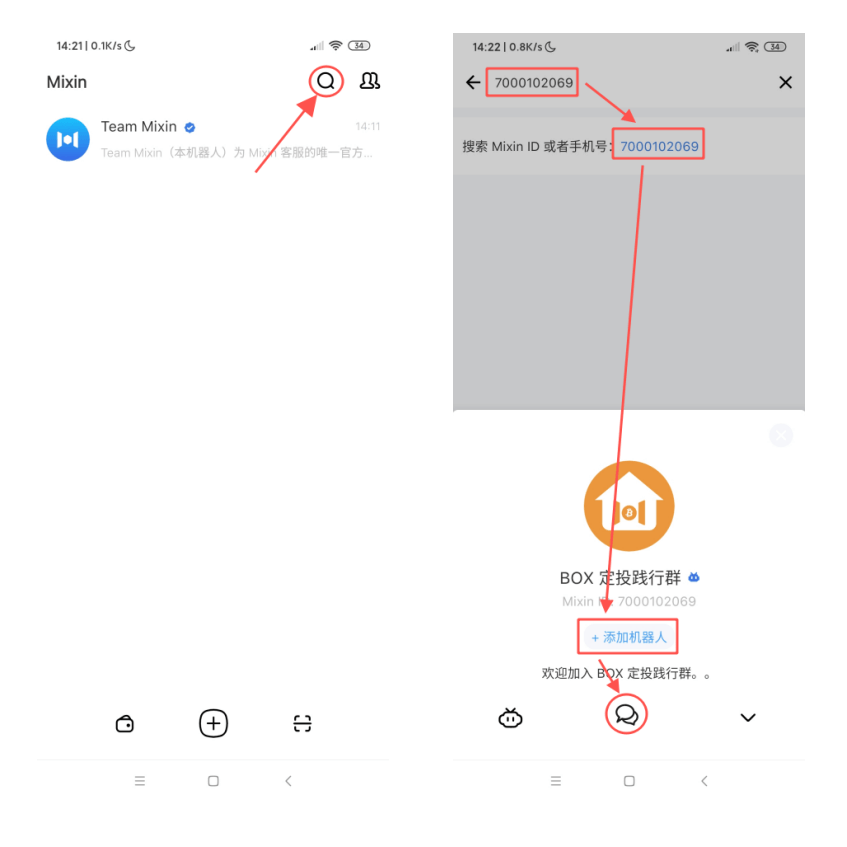 14:21 | 0.1K/s
34
Mixin
Team Mixin
14:11
Team Mixin（本机器人）为 Mixin 客服的唯一官方...
14:22 | 0.8K/s
34
7000102069
搜索 Mixin ID 或者手机号: 7000102069
BOX 定投践行群
Mixin ID: 7000102069
+ 添加机器人
欢迎加入 BOX 定投践行群。。